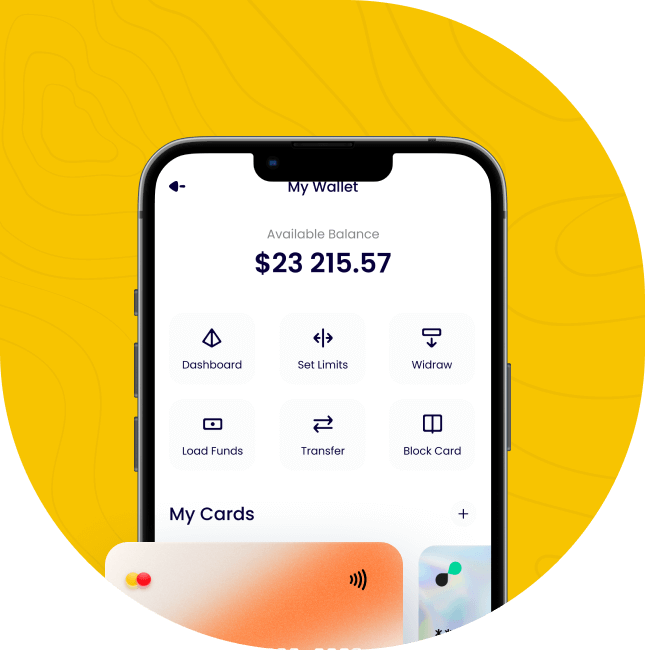 My Wallet
Available Balance
$23 215.57
Dashboard
Set Limits
Widraw
Load Funds
Transfer
Block Card
My Cards
+